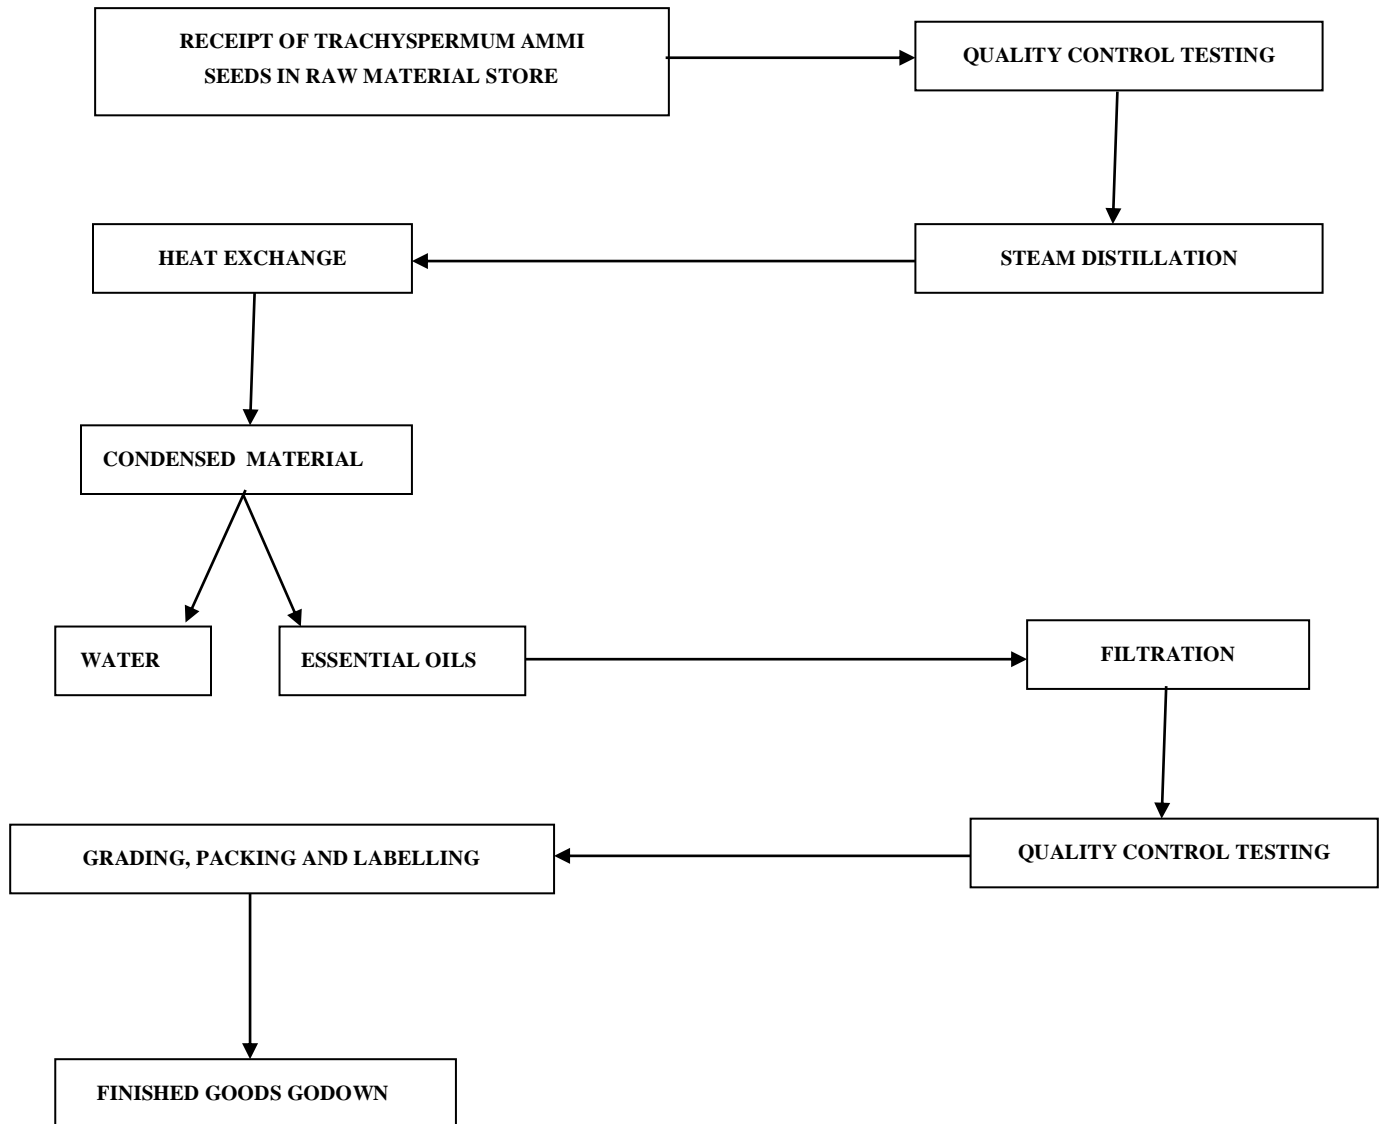 RECEIPT OF TRACHYSPERMUM AMMI
SEEDS IN RAW MATERIAL STORE
QUALITY CONTROL TESTING
STEAM DISTILLATION
HEAT EXCHANGE
CONDENSED MATERIAL
WATER
ESSENTIAL OILS
FILTRATION
QUALITY CONTROL TESTING
GRADING, PACKING AND LABELLING
FINISHED GOODS GODOWN